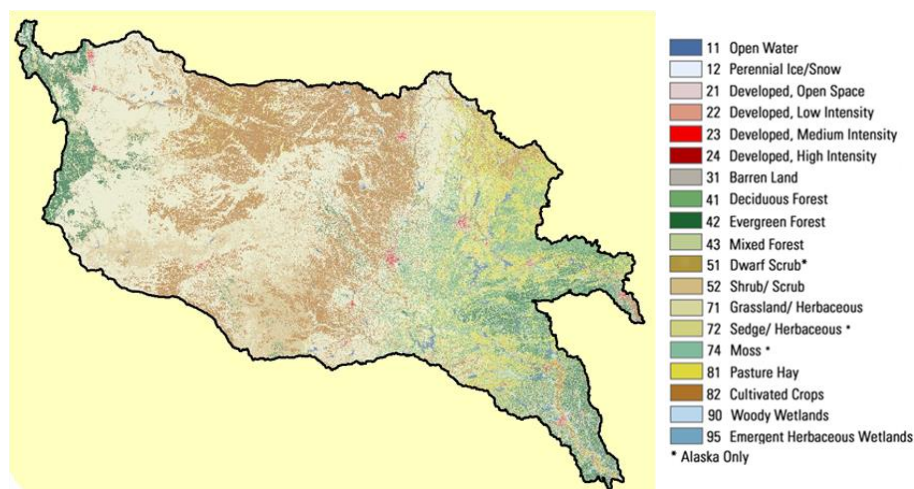 11 Open Water
12 Perennial Ice/Snow
21 Developed, Open Space
22 Developed, Low Intensity
23 Developed, Medium Intensity
24 Developed, High Intensity
31 Barren Land
41 Deciduous Forest
42 Evergreen Forest
43 Mixed Forest
51 Dwarf Scrub*
52 Shrub/ Scrub
71 Grassland/ Herbaceous
72 Sedge/ Herbaceous *
74 Moss *
81 Pasture Hay
82 Cultivated Crops
90 Woody Wetlands
95 Emergent Herbaceous Wetlands
* Alaska Only